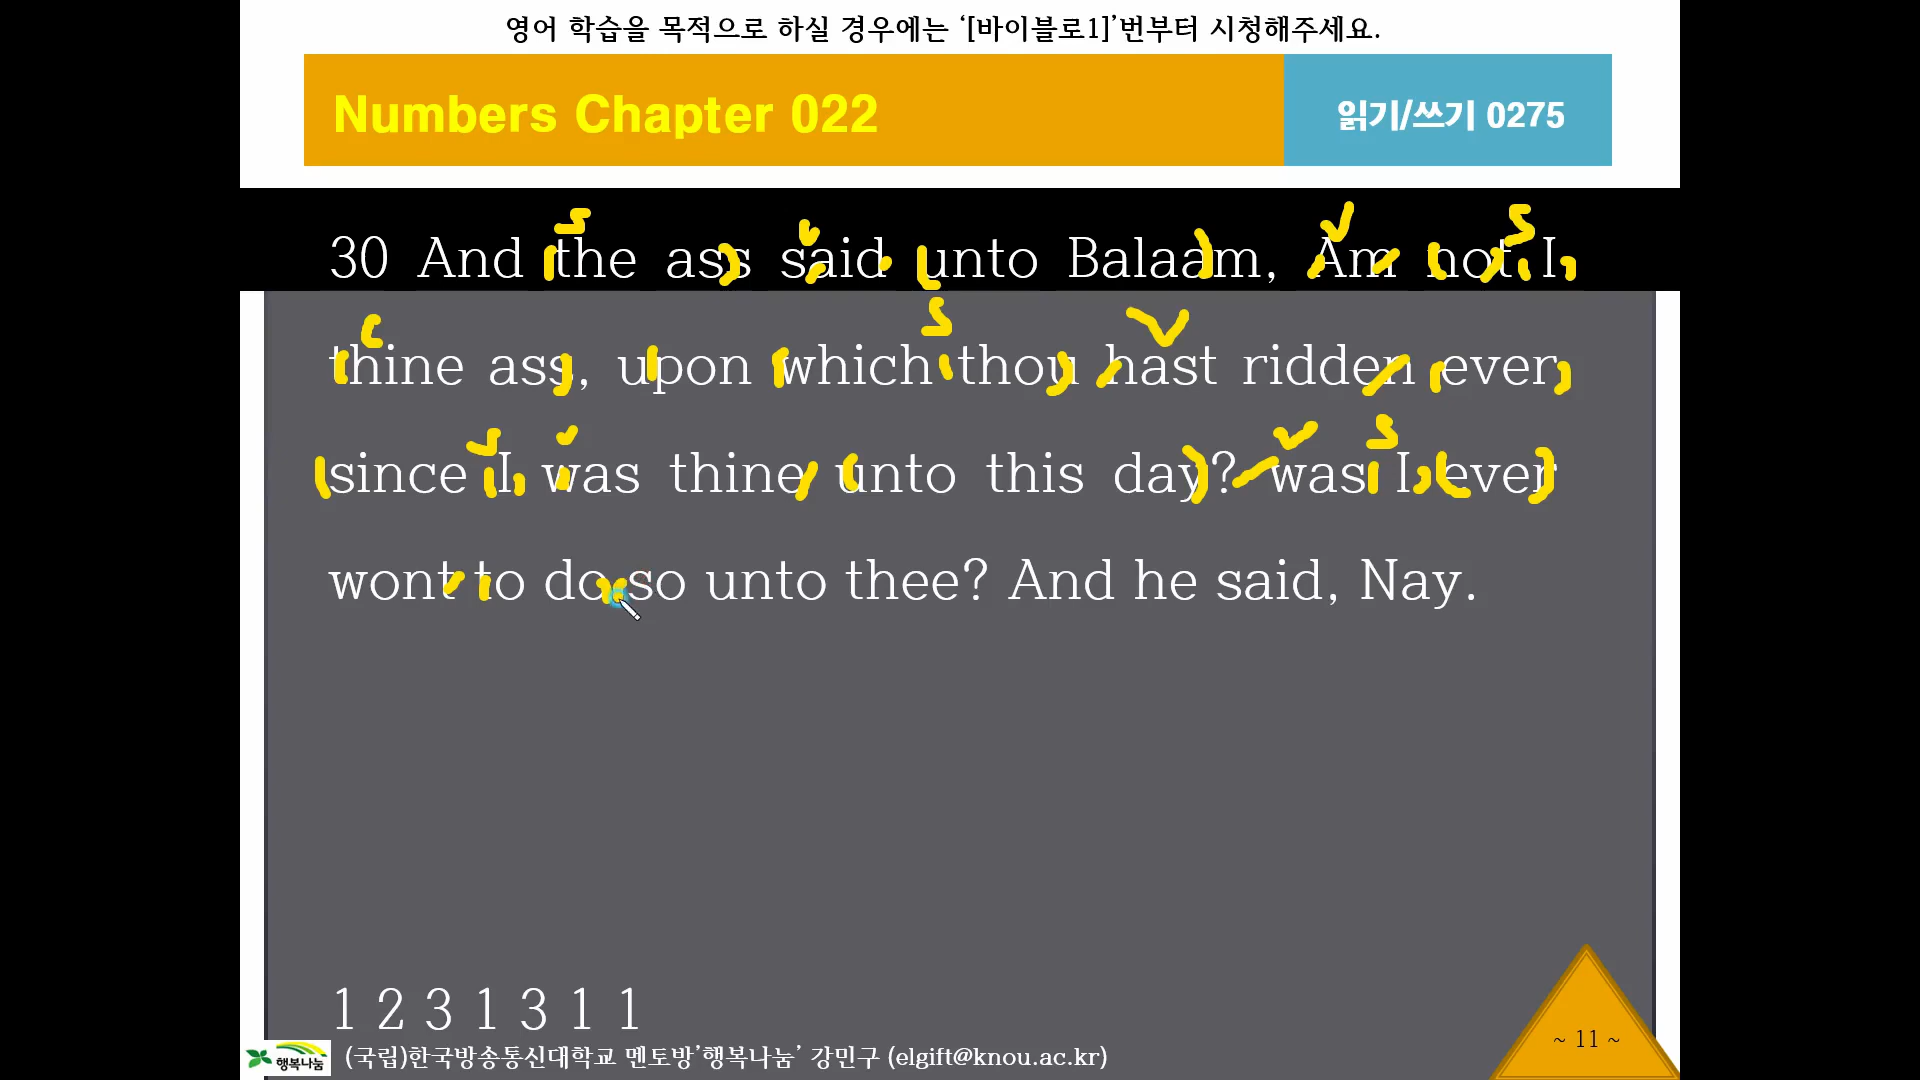 영어 학습을 목적으로 하실 경우에는 ‘[바이블로1]’번부터 시청해주세요.
Numbers Chapter 022
읽기/쓰기 0275
30 And the ass said unto Balaam, Am not I
thine ass, upon which thou hast ridden ever
since I was thine unto this day? was I ever
wont to do so unto thee? And he said, Nay.
1 2 3 1 3 1 1
~ 11 ~
행복나눔
(국립)한국방송통신대학교 멘토방’행복나눔’ 강민구 (elgift@knou.ac.kr)